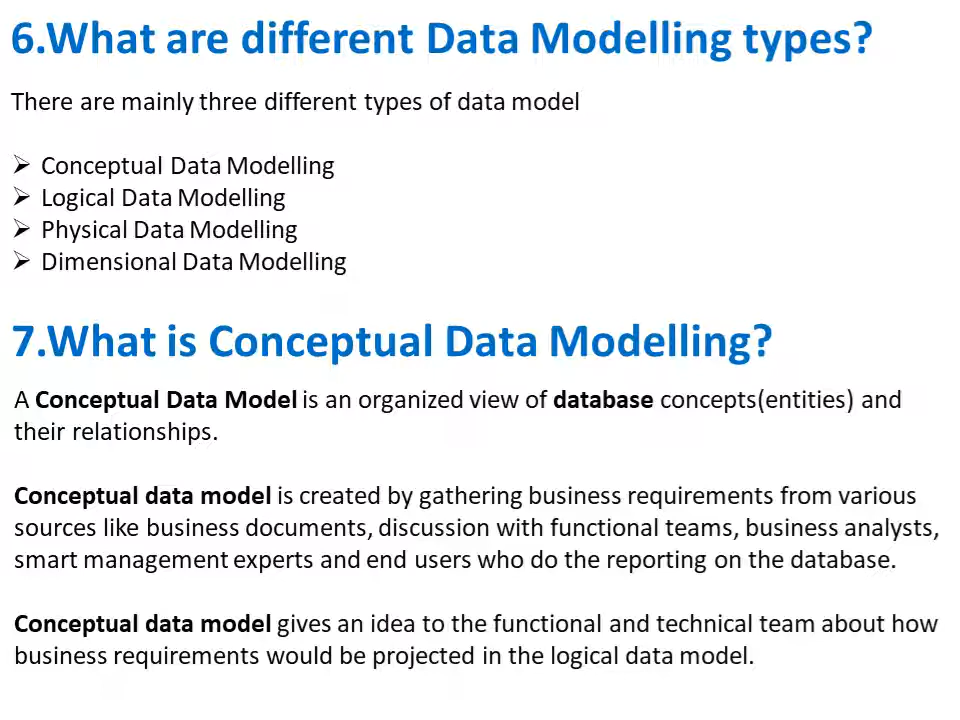 6.What are different Data Modelling types?
There are mainly three different types of data model
➢ Conceptual Data Modelling
➢ Logical Data Modelling
➢ Physical Data Modelling
➢ Dimensional Data Modelling
7.What is Conceptual Data Modelling?
A Conceptual Data Model is an organized view of database concepts(entities) and
their relationships.
Conceptual data model is created by gathering business requirements from various
sources like business documents, discussion with functional teams, business analysts,
smart management experts and end users who do the reporting on the database.
Conceptual data model gives an idea to the functional and technical team about how
business requirements would be projected in the logical data model.